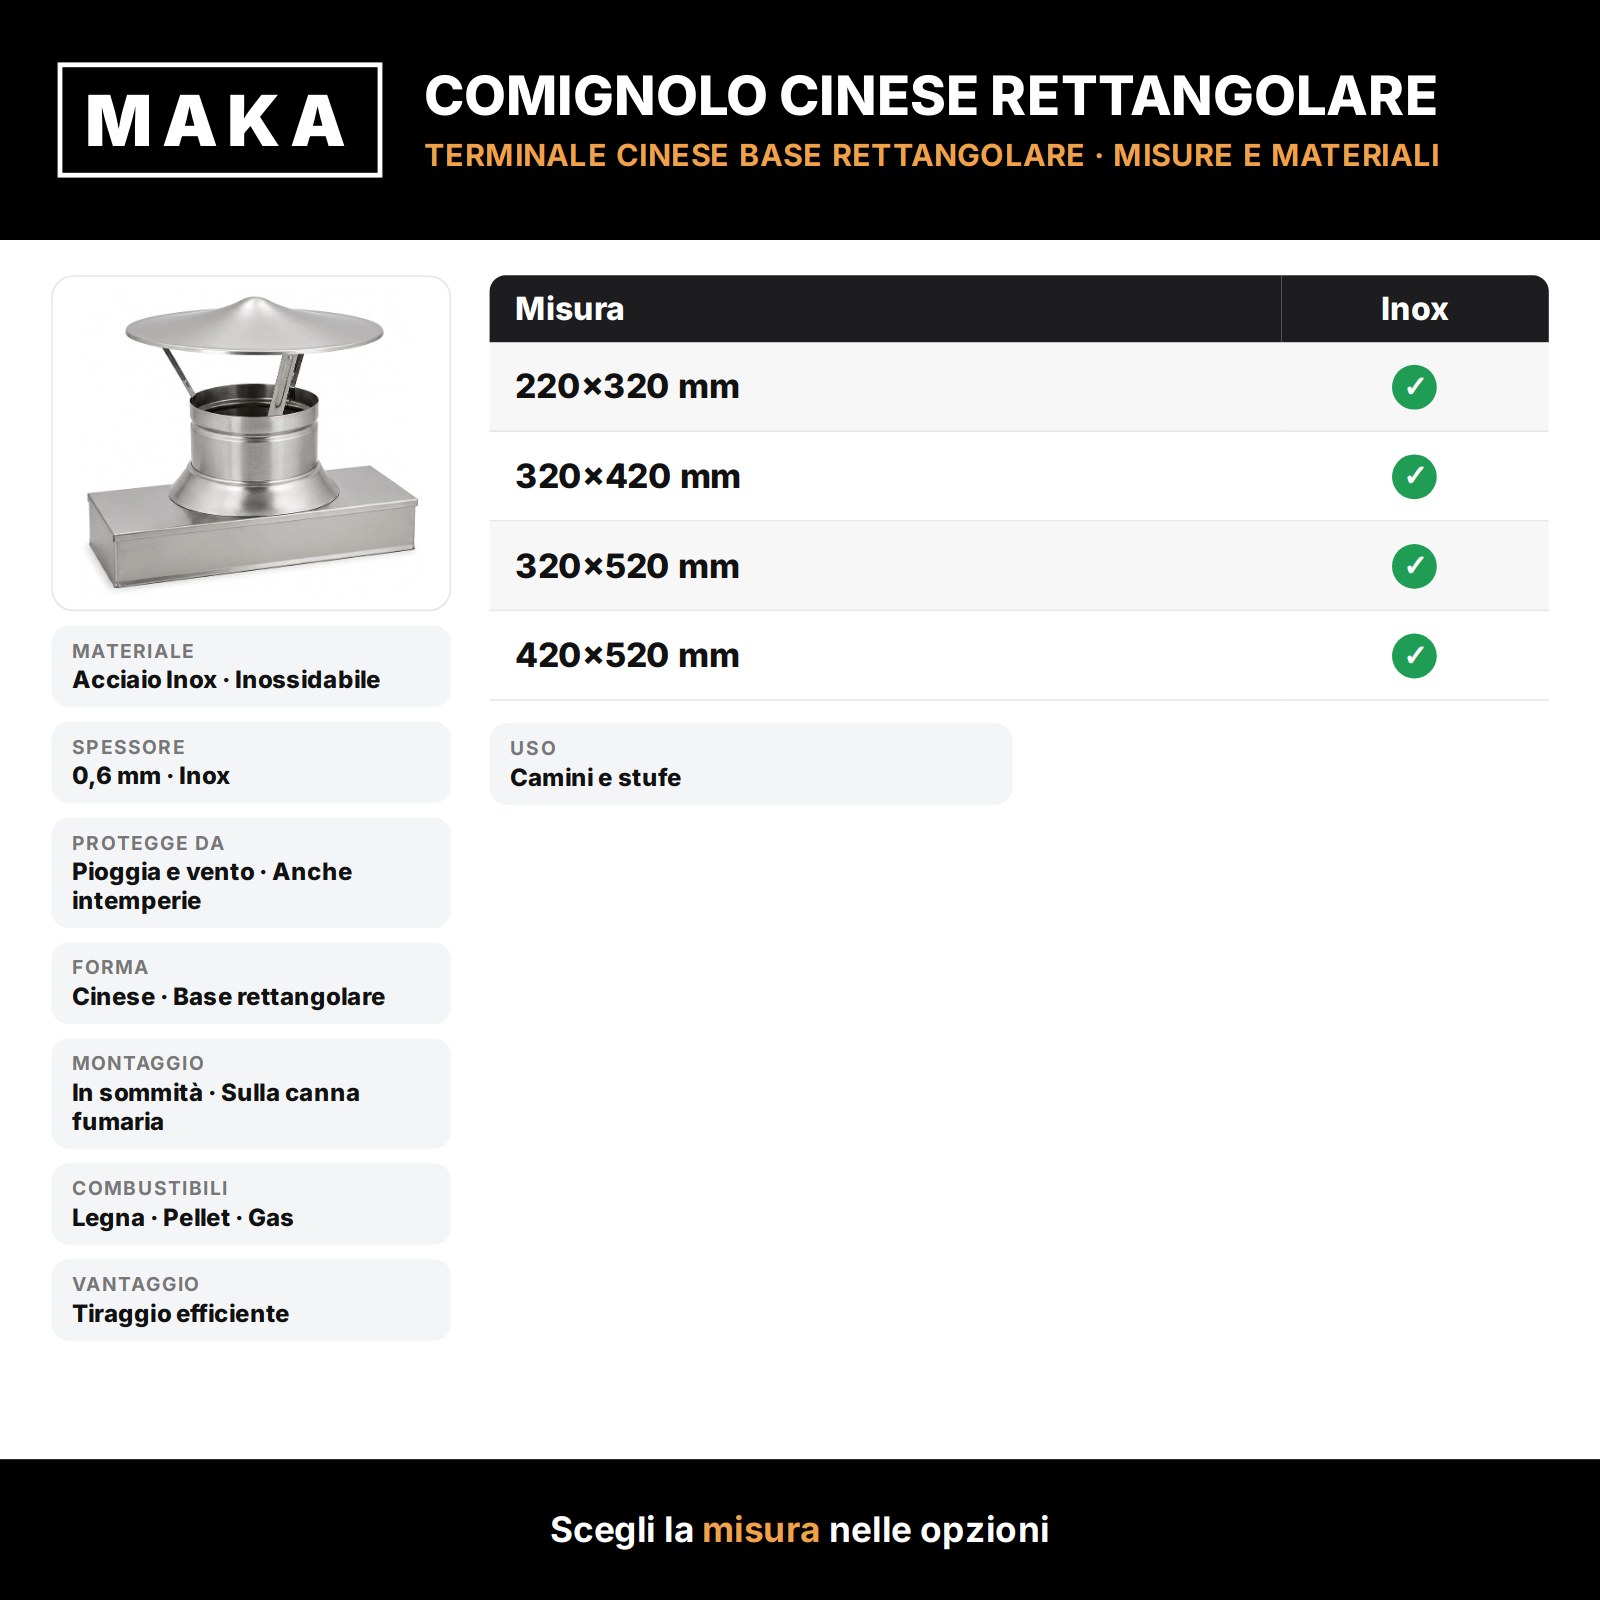 MAKA
COMIGNOLO CINESE RETTANGOLARE
TERMINALE CINESE BASE RETTANGOLARE · MISURE E MATERIALI
Misura Inox
220×320 mm ✓
320×420 mm ✓
320×520 mm ✓
420×520 mm ✓
USO
Camini e stufe
MATERIALE
Acciaio Inox · Inossidabile
SPESSORE
0,6 mm · Inox
PROTEGGE DA
Pioggia e vento · Anche
intemperie
FORMA
Cinese · Base rettangolare
MONTAGGIO
In sommità · Sulla canna
fumaria
COMBUSTIBILI
Legna · Pellet · Gas
VANTAGGIO
Tiraggio efficiente
Scegli la misura nelle opzioni